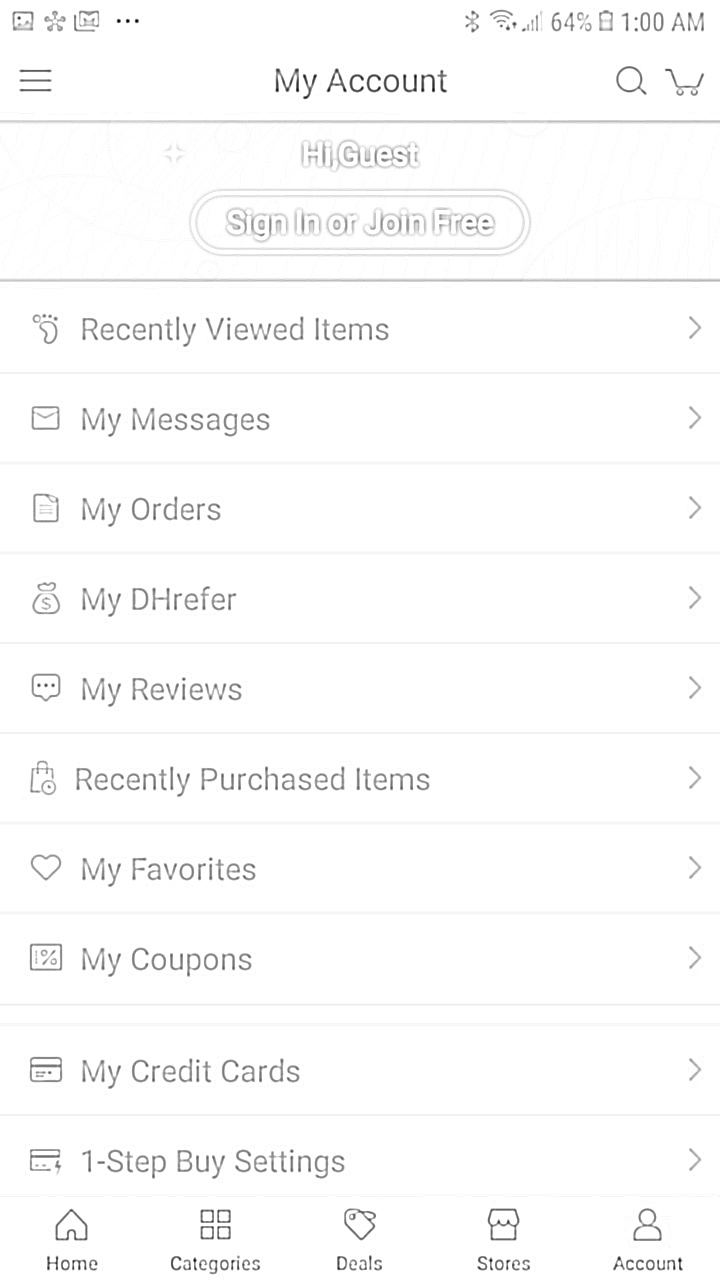 64% 1:00 AM
My Account
Hi,Guest
Sign In or Join Free
Recently Viewed Items
My Messages
My Orders
My DHrefer
My Reviews
Recently Purchased Items
My Favorites
My Coupons
My Credit Cards
1-Step Buy Settings
Home Categories Deals Stores Account